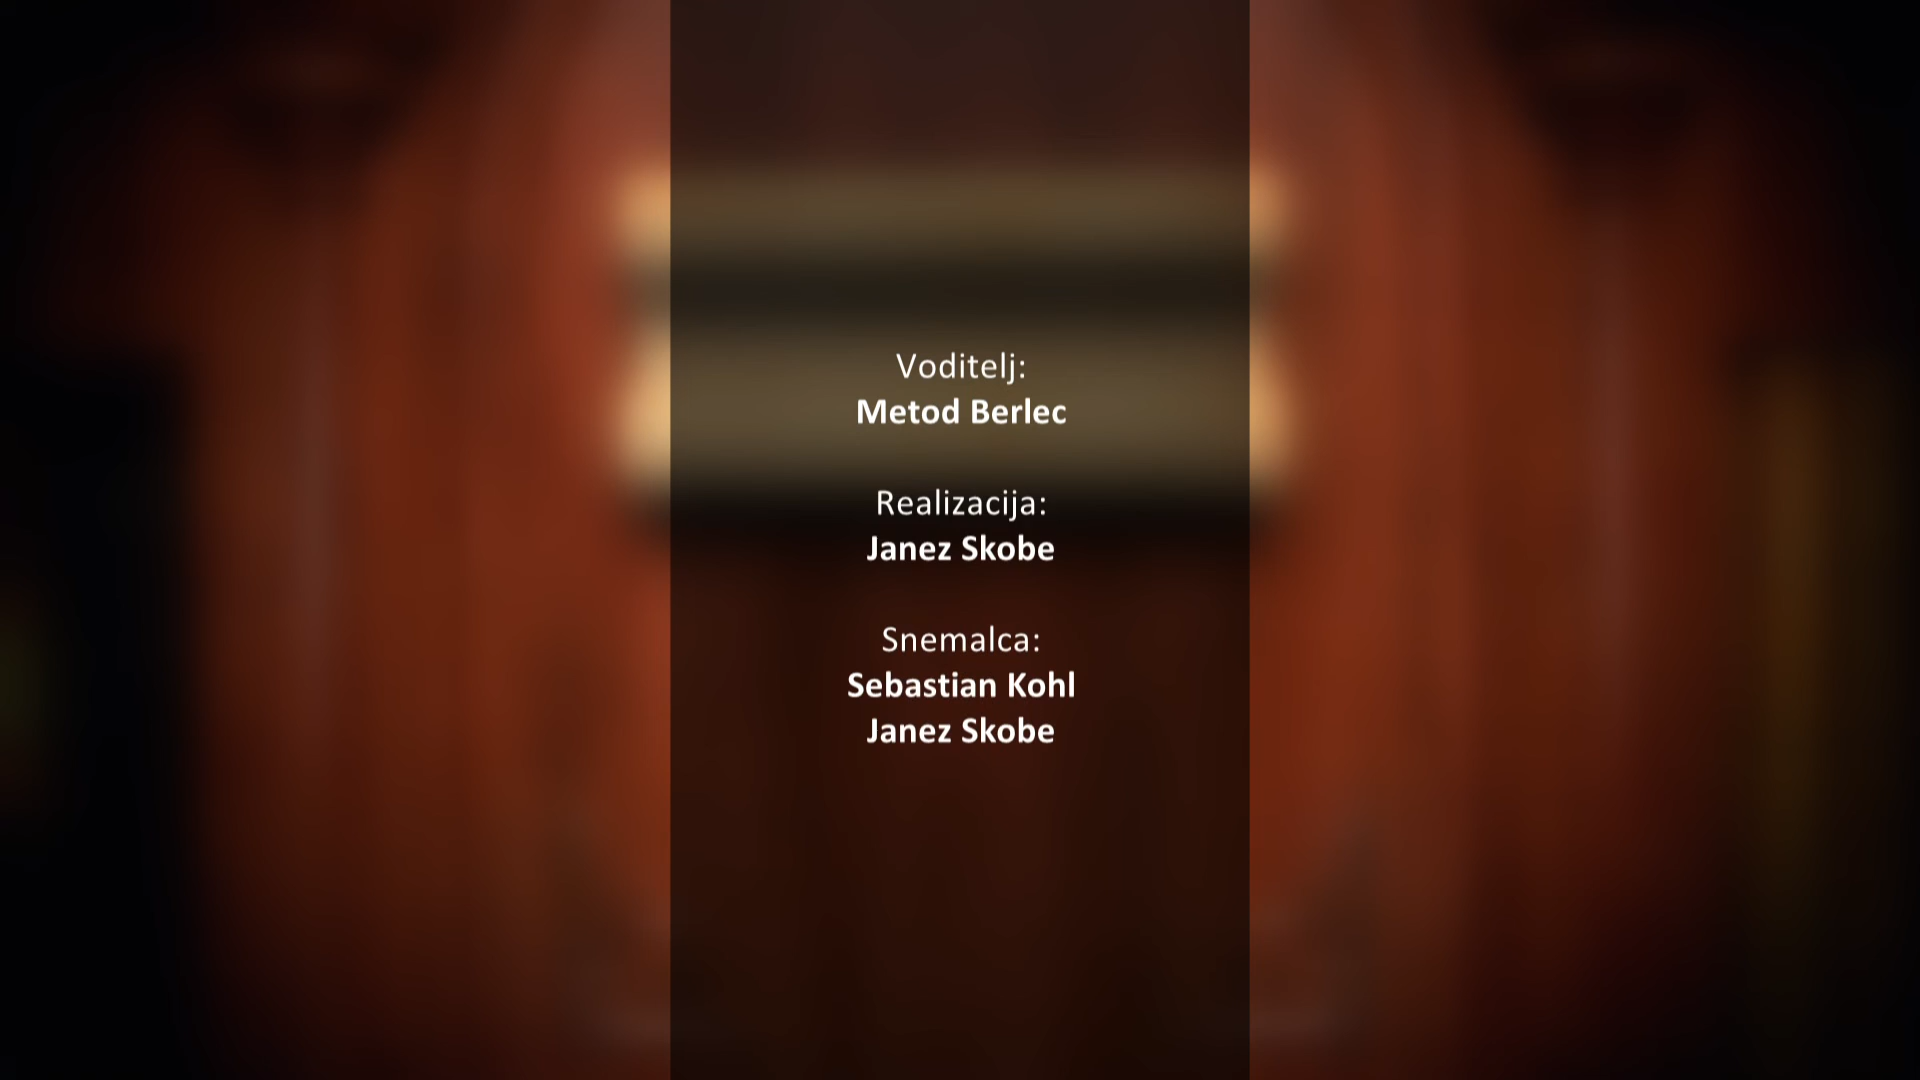 Voditelj:
Metod Berlec
Realizacija:
Janez Skobe
Snemalca:
Sebastian Kohl
Janez Skobe